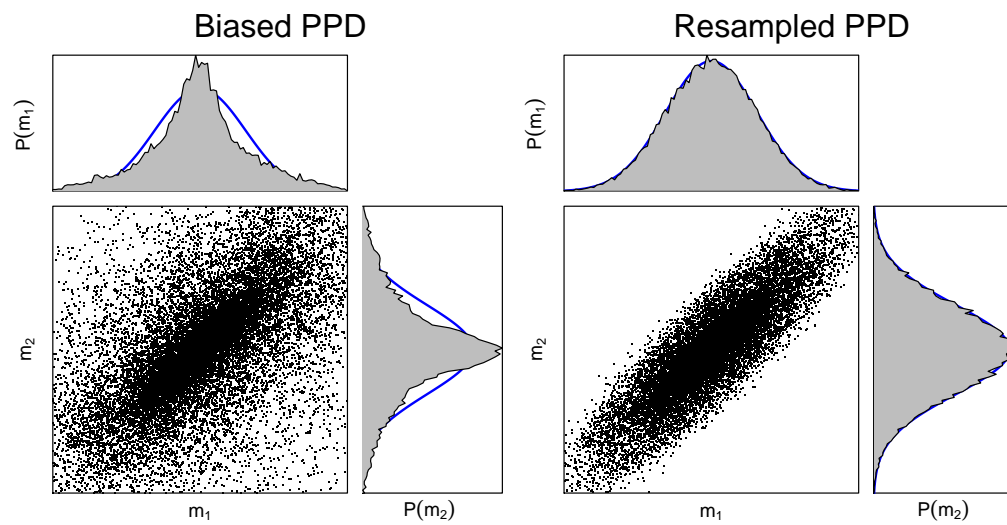 Biased PPD
Resampled PPD
P(m₁)
P(m₁)
m₂
m₂
m₁
P(m₂)
m₁
P(m₂)